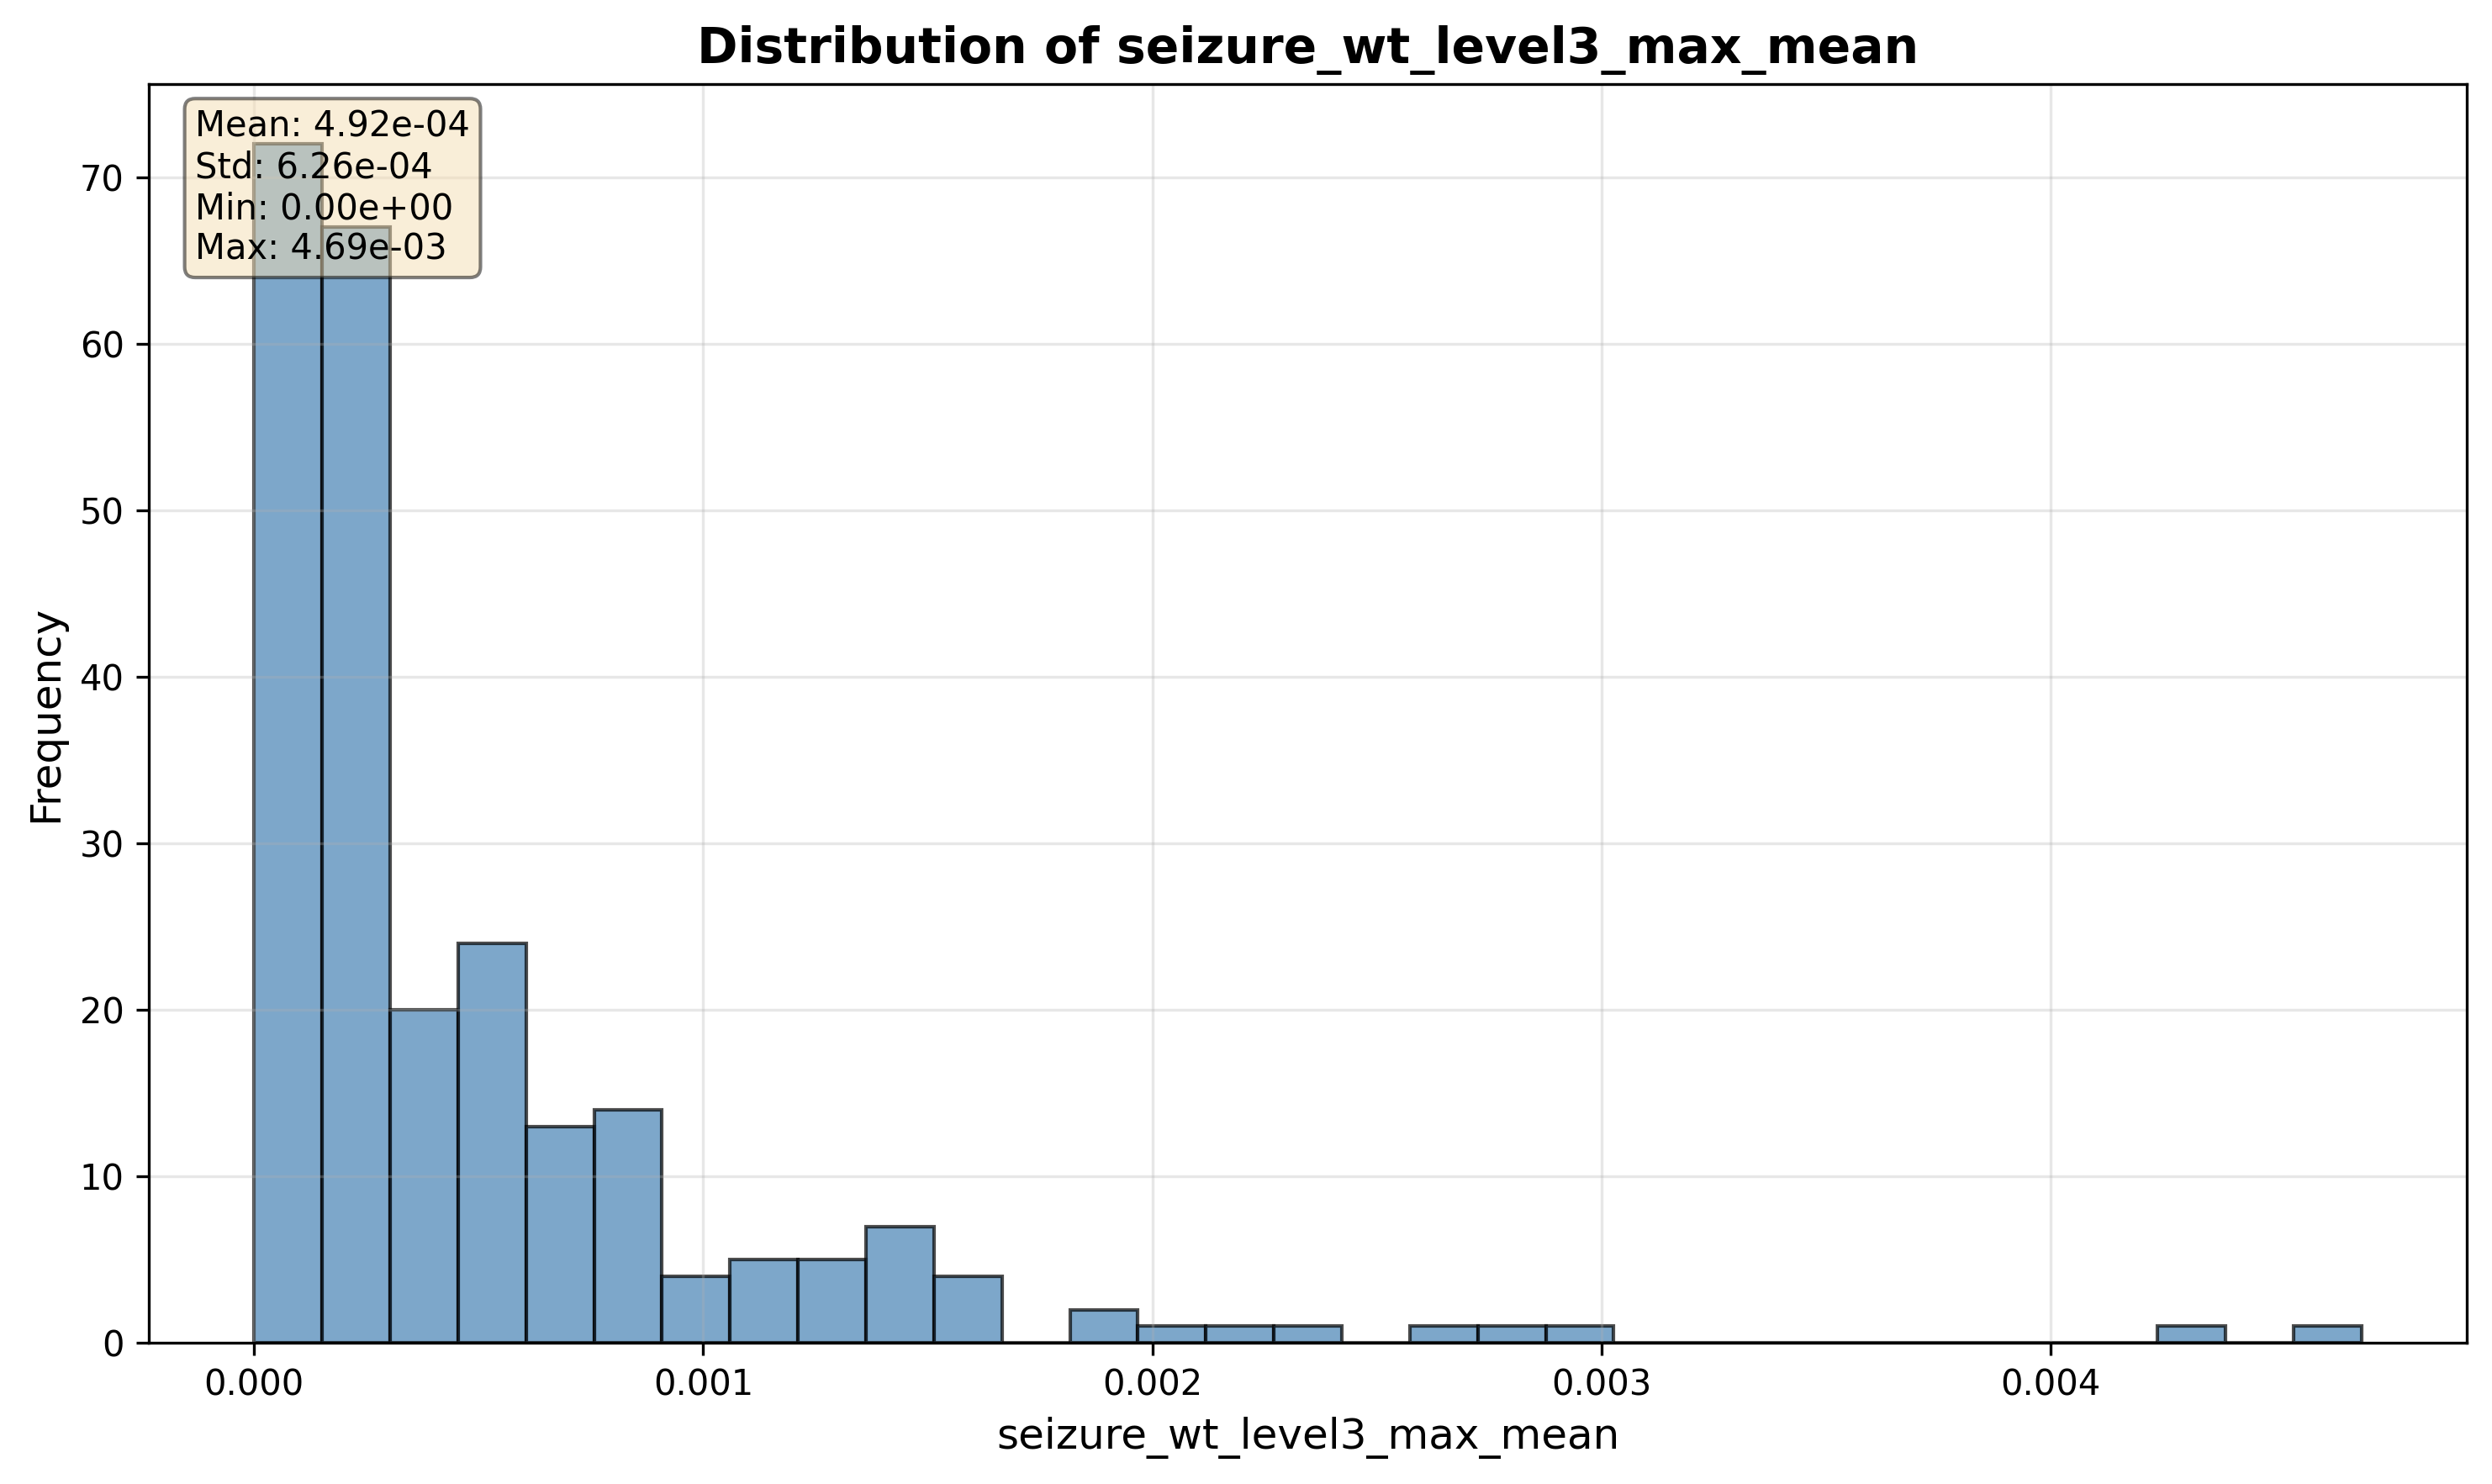 Distribution of seizure_wt_level3_max_mean
Mean: 4.92e-04
Std: 6.26e-04
Min: 0.00e+00
Max: 4.69e-03
Frequency
70
60
50
40
30
20
10
0
0.000 0.001 0.002 0.003 0.004
seizure_wt_level3_max_mean